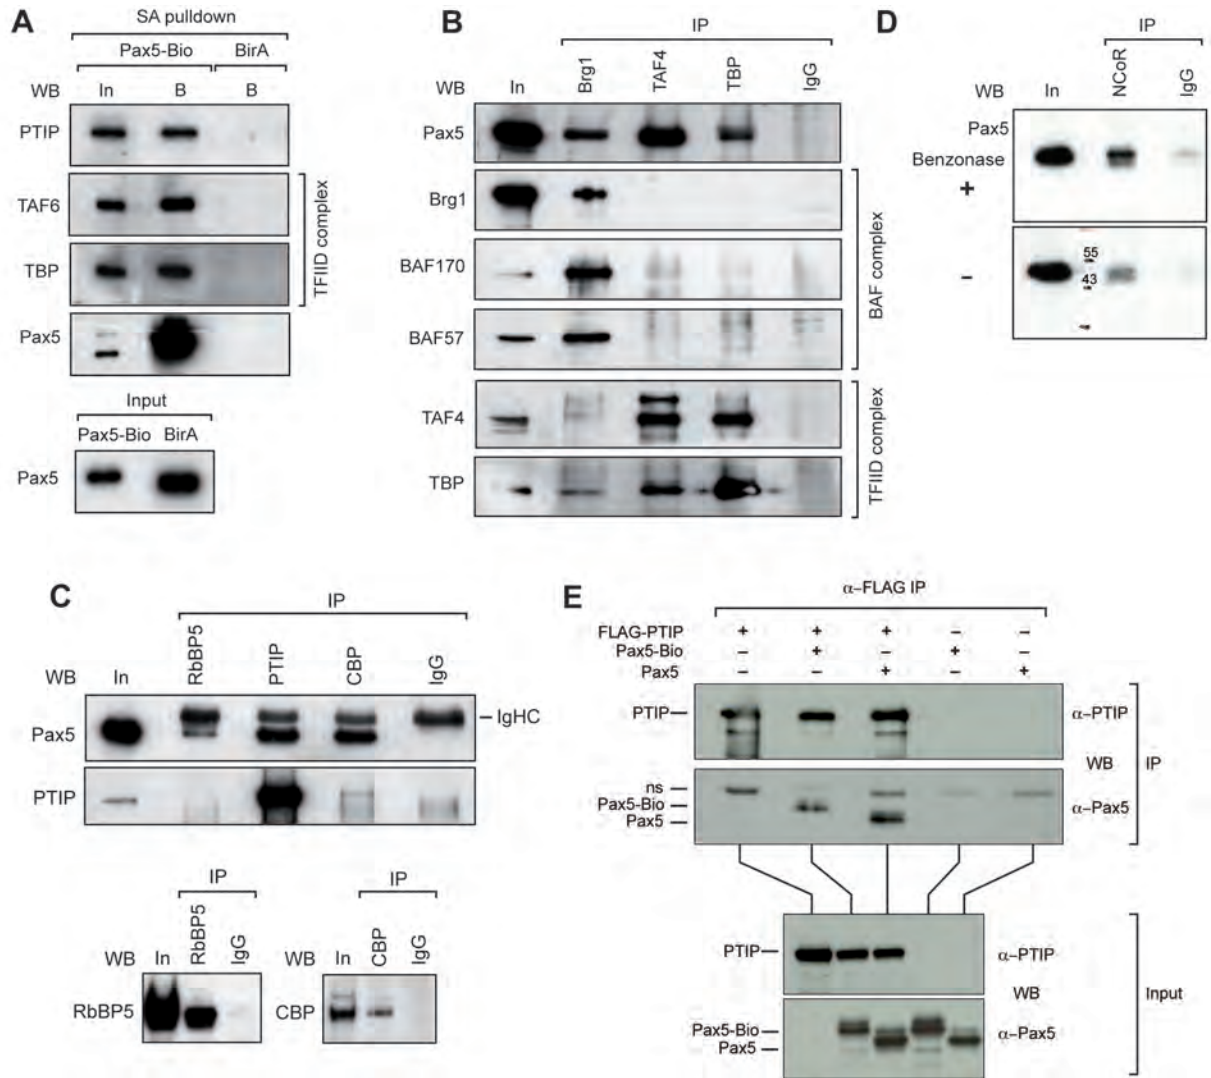 A
SA pulldown
Pax5-Bio BirA
WB In B B
PTIP
TAF6
TBP
TFIID complex
Pax5
Input
Pax5-Bio BirA
Pax5
B
IP
WB In Brg1 TAF4 TBP IgG
Pax5
Brg1
BAF170
BAF57
BAF complex
TAF4
TBP
TFIID complex
D
IP
WB In NCoR IgG
Pax5
Benzonase
+
55
43
–
C
IP
WB In RbBP5 PTIP CBP IgG
IgHC
Pax5
PTIP
IP
WB In RbBP5 IgG
RbBP5
IP
WB In CBP IgG
CBP
E
α–FLAG IP
FLAG-PTIP + + + – –
Pax5-Bio – + – + –
Pax5 – – + – +
PTIP α–PTIP
WB IP
ns
Pax5-Bio α–Pax5
Pax5
PTIP α–PTIP
WB Input
Pax5-Bio α–Pax5
Pax5